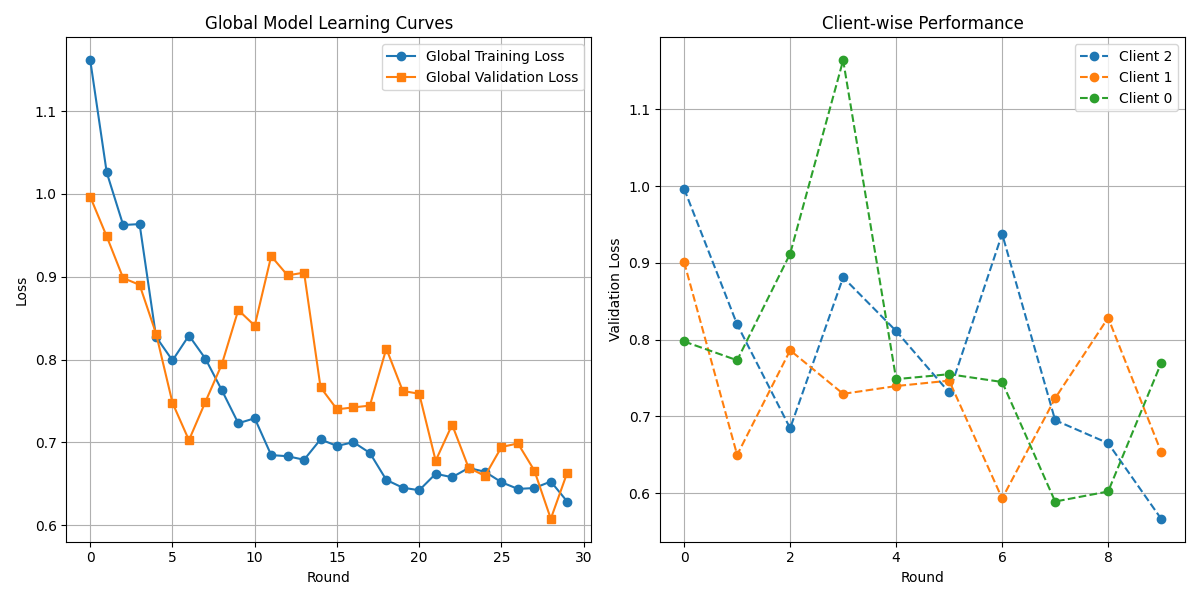 Global Model Learning Curves
Global Training Loss
Global Validation Loss
1.1
1.0
0.9
0.8
0.7
0.6
Loss
0 5 10 15 20 25 30
Round
Client-wise Performance
Client 2
Client 1
Client 0
1.1
1.0
0.9
0.8
0.7
0.6
Validation Loss
0 2 4 6 8
Round